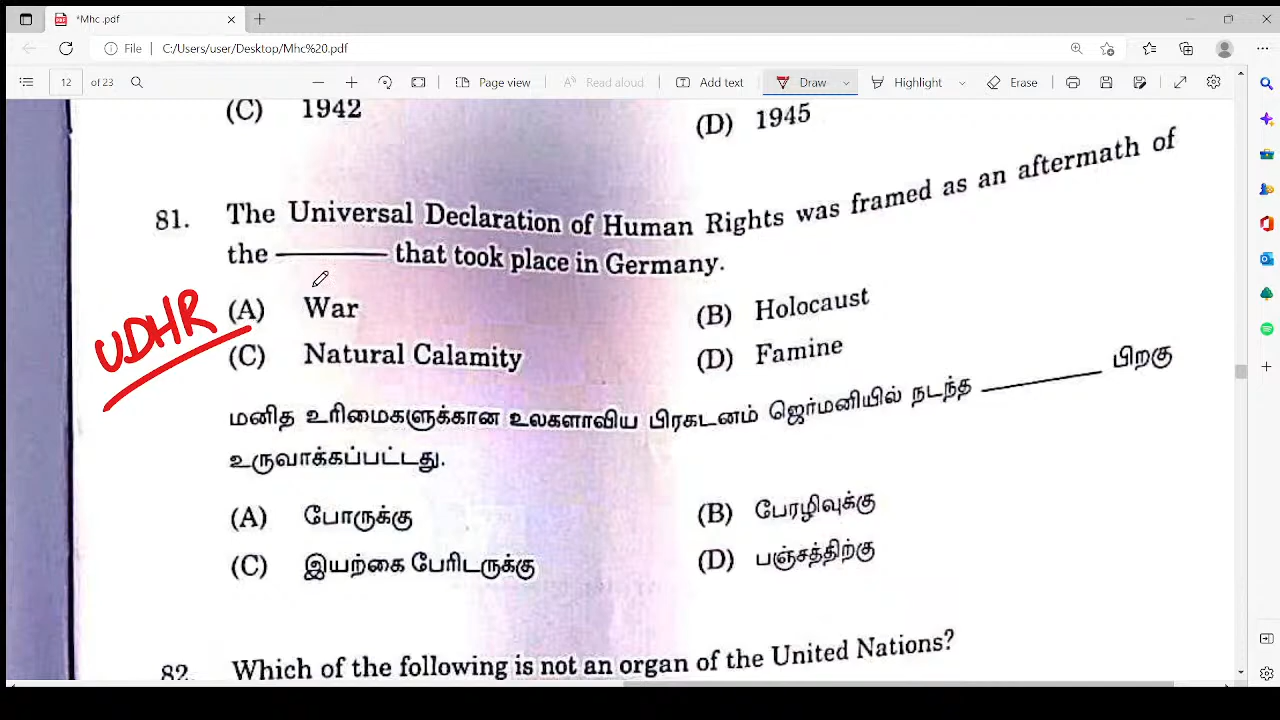 *Mhc .pdf
File | C:/Users/user/Desktop/Mhc%20.pdf
12 of 23 Page view Read aloud Add text Draw Highlight Erase
(C) 1942 (D) 1945
81. The Universal Declaration of Human Rights was framed as an aftermath of
the ———— that took place in Germany.
(A) War (B) Holocaust
(C) Natural Calamity (D) Famine
UDHR
மனித உரிமைகளுக்கான உலகளாவிய பிரகடனம் ஜெர்மனியில் நடந்த ———— பிறகு
உருவாக்கப்பட்டது.
(A) போருக்கு (B) பேரழிவுக்கு
(C) இயற்கை பேரிடருக்கு (D) பஞ்சத்திற்கு
82. Which of the following is not an organ of the United Nations?